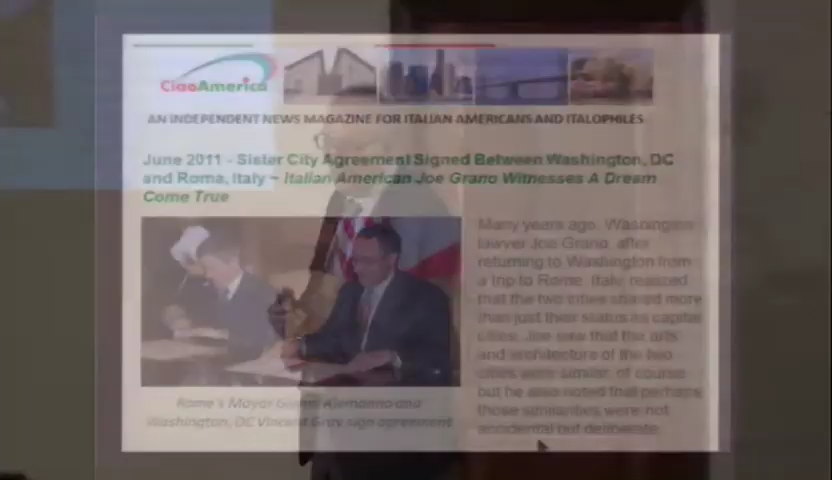 CiaoAmerica
AN INDEPENDENT NEWS MAGAZINE FOR ITALIAN AMERICANS AND ITALOPHILES
June 2011 - Sister City Agreement Signed Between Washington, DC
and Roma, Italy ~ Italian American Joe Grano Witnesses A Dream
Come True
Many years ago, Washington
lawyer Joe Grano, after
returning to Washington from
a trip to Rome, Italy realized
that the two cities shared more
than just their status as capital
cities. Joe saw that the arts
and architecture of the two
cities were similar, of course,
but he also noted that perhaps
those similarities were not
accidental but deliberate.
Rome's Mayor Gianni Alemanno and
Washington, DC Vincent Gray sign agreement